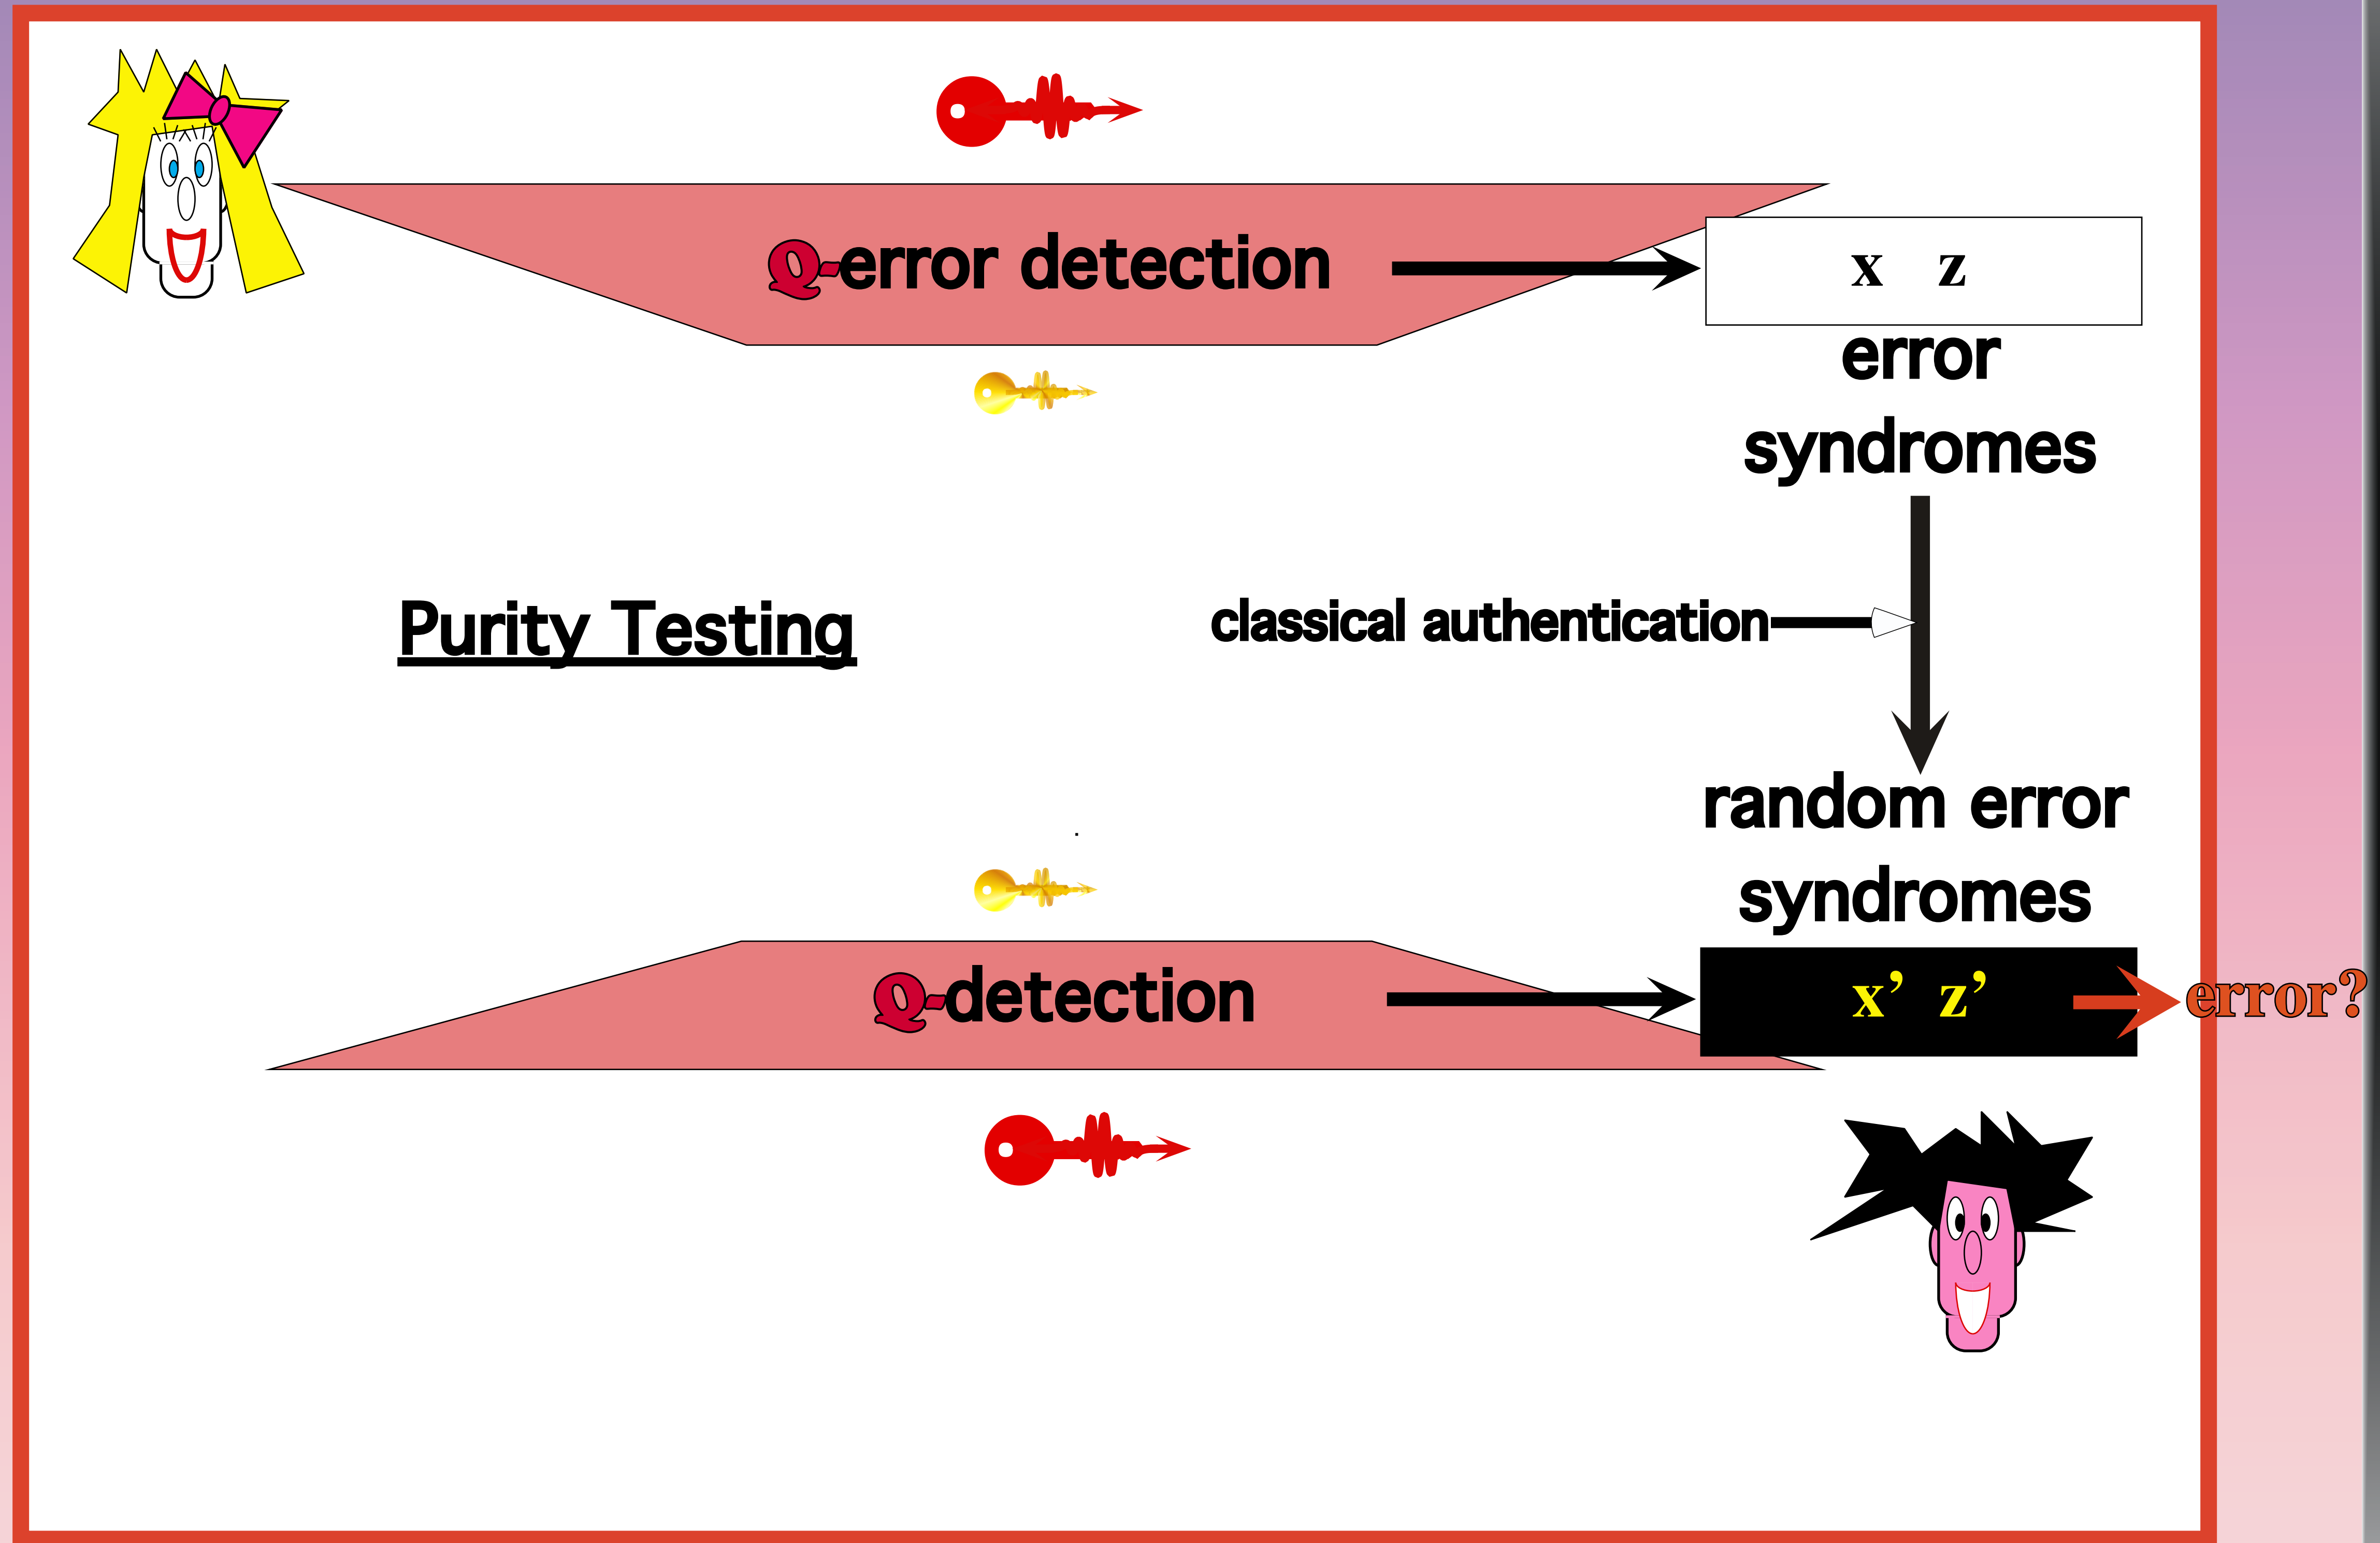 Q-error detection
x z
error
syndromes
Purity Testing
classical authentication
random error
syndromes
Q-detection
x’ z’
error?